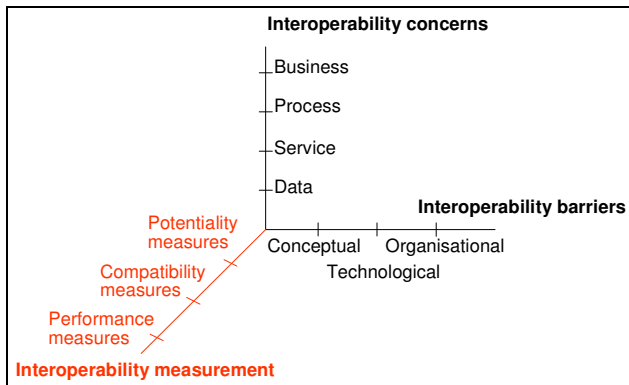 Interoperability concerns
Business
Process
Service
Data
Interoperability barriers
Conceptual
Organisational
Technological
Potentiality
measures
Compatibility
measures
Performance
measures
Interoperability measurement